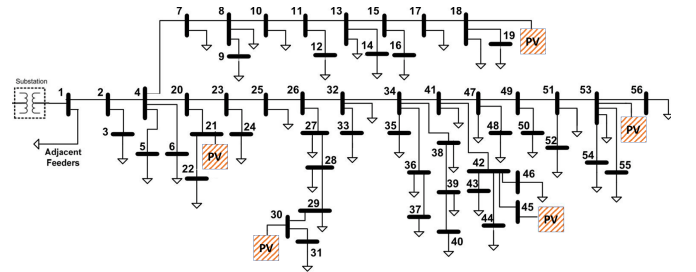 7 8 10 11 13 15 17 18
19
PV
9 12 14 16
Substation
1 2 4 20 23 25 26 32 34 41 47 49 51 53 56
3 5 6 21 24 27 33 35 38 48 50 PV
Adjacent
Feeders
PV
22 28 36 42 46 52
39 43 45 54 55
29 37 44 PV
30
PV 31 40